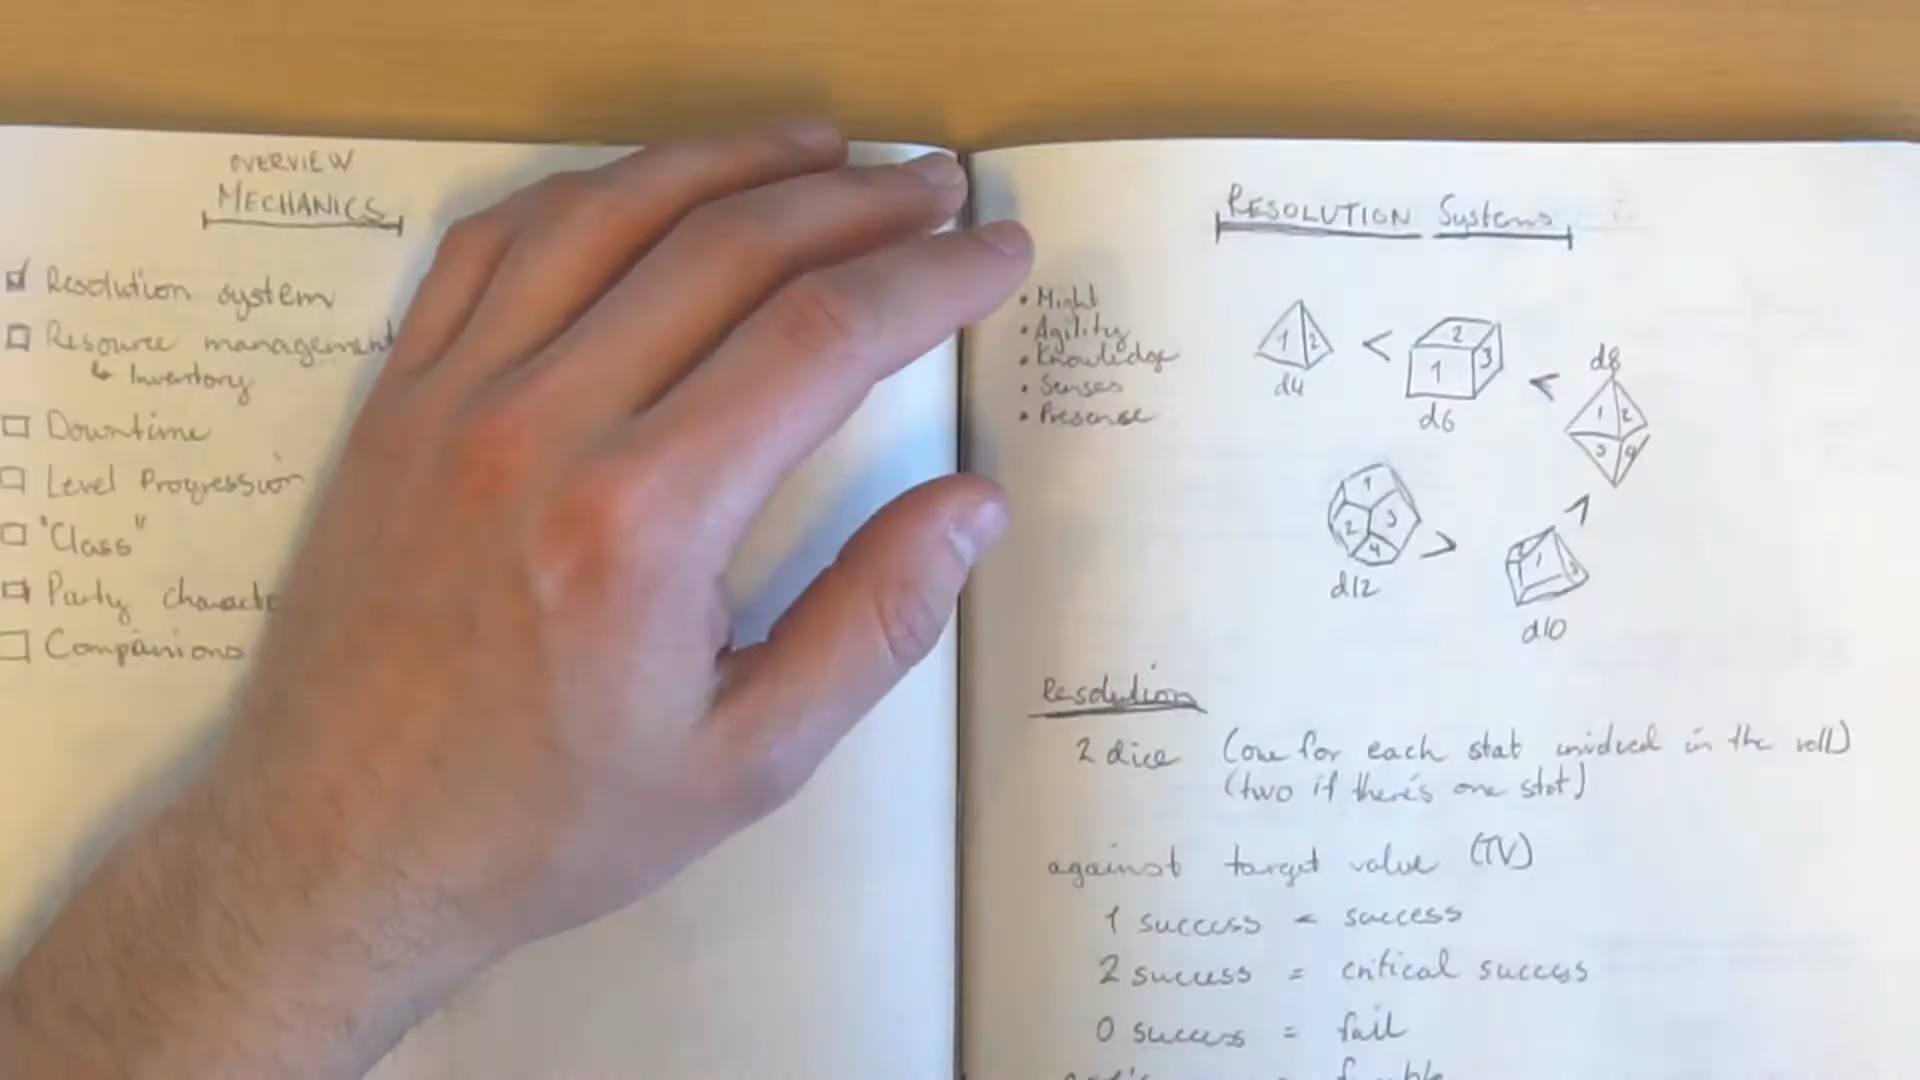 OVERVIEW
MECHANICS
Resolution system
Resource management
↳ Inventory
Downtime
Level Progression
"Class"
Party
Companions
RESOLUTION Systems
• Might
• Agility
• Knowledge
• Senses
• Presense
1 2
d4
<
2
1 3
d6
<
d8
1 2
3 4
>
1
d10
>
1
2 3
4
d12
Resolution
2 dice (one for each stat involved in the roll)
(two if there's one stat)
against target value (TV)
1 success = success
2 success = critical success
0 success = fail